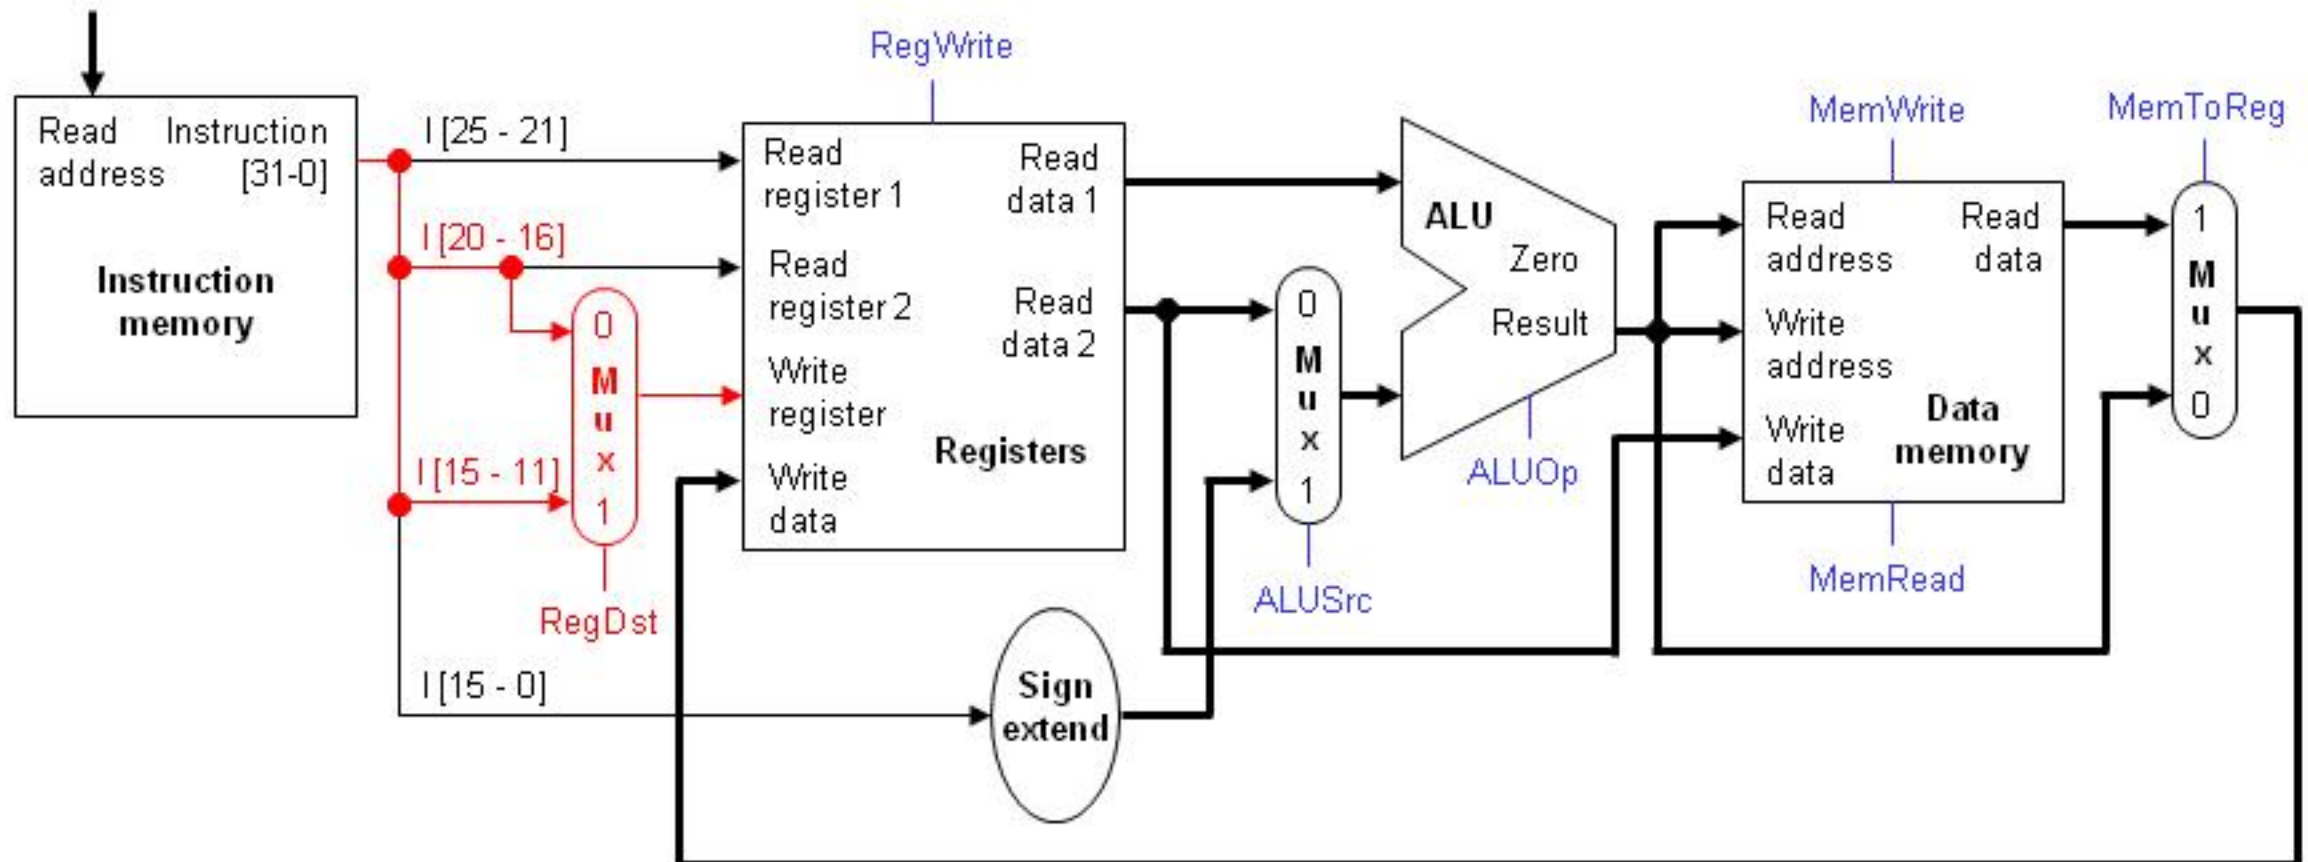 RegWrite
MemWrite
MemToReg
Read address
Instruction [31-0]
Instruction memory
I [25 - 21]
I [20 - 16]
I [15 - 11]
I [15 - 0]
0
M
u
x
1
RegDst
Read register 1
Read register 2
Write register
Write data
Read data 1
Read data 2
Registers
Sign extend
0
M
u
x
1
ALUSrc
ALU
Zero
Result
ALUOp
Read address
Write address
Write data
Read data
Data memory
MemRead
1
M
u
x
0